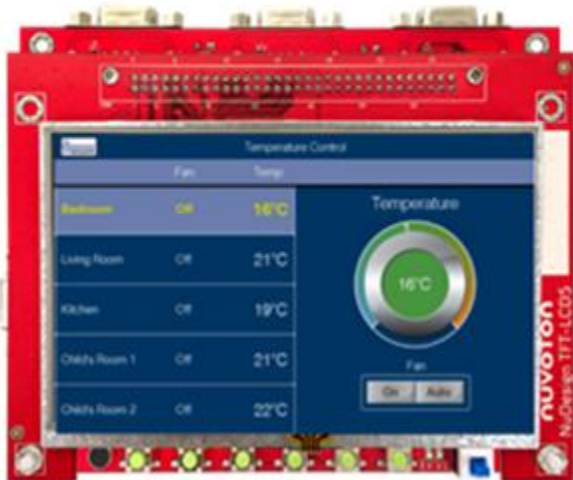 Temperature Control
Fan Temp
Bedroom Off 16°C
Living Room Off 21°C
Kitchen Off 19°C
Child's Room 1 Off 21°C
Child's Room 2 Off 22°C
Temperature
16°C
Fan
On Auto
nuvoTon
NuDesign TFT-LCD5